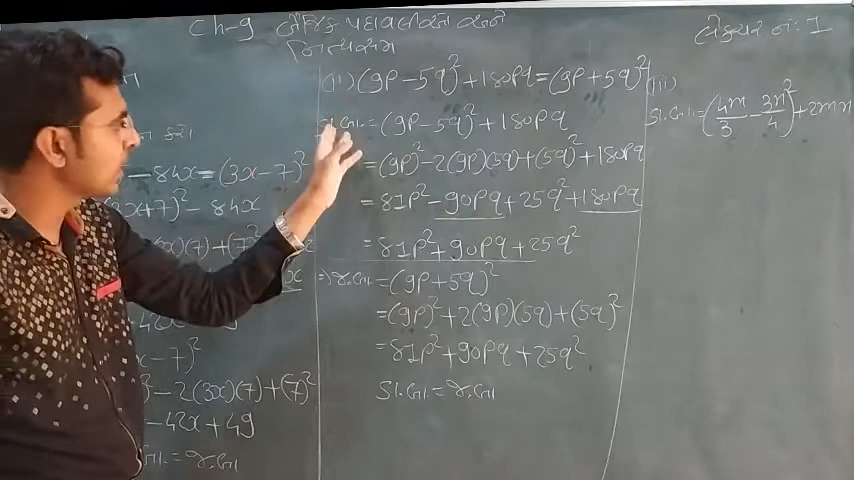 Ch-9 બૈજિક પદાવલીઓ અને
નિત્યસમ
લેક્ચર નં: 1
- 84x = (3x-7)²
(3x+7)² - 84x
(7) + (7)²
x
- 42x
x - 7)²
- 2(3x)(7) + (7)²
- 42x + 49
= જ.બા
(ii) (9p - 5q)² + 180pq = (9p + 5q)²
ડા.બા. = (9p - 5q)² + 180pq
= (9p)² - 2(9p)(5q) + (5q)² + 180pq
= 81p² - 90pq + 25q² + 180pq
= 81p² + 90pq + 25q²
⇒ જ.બા = (9p + 5q)²
= (9p)² + 2(9p)(5q) + (5q)²
= 81p² + 90pq + 25q²
ડા.બા. = જ.બા
(iii)
ડા.બા. = (4m/3 - 3n/4)² + 2mn